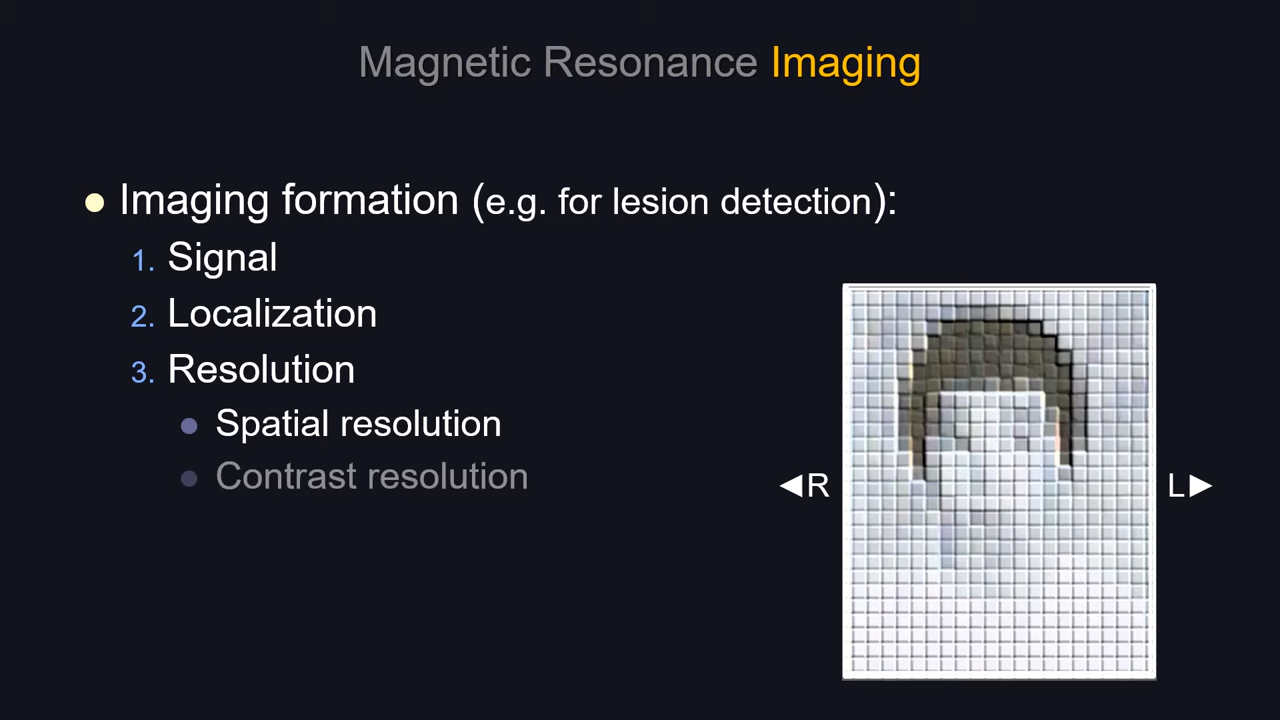 Magnetic Resonance Imaging
● Imaging formation (e.g. for lesion detection):
1. Signal
2. Localization
3. Resolution
● Spatial resolution
● Contrast resolution
◀R L▶